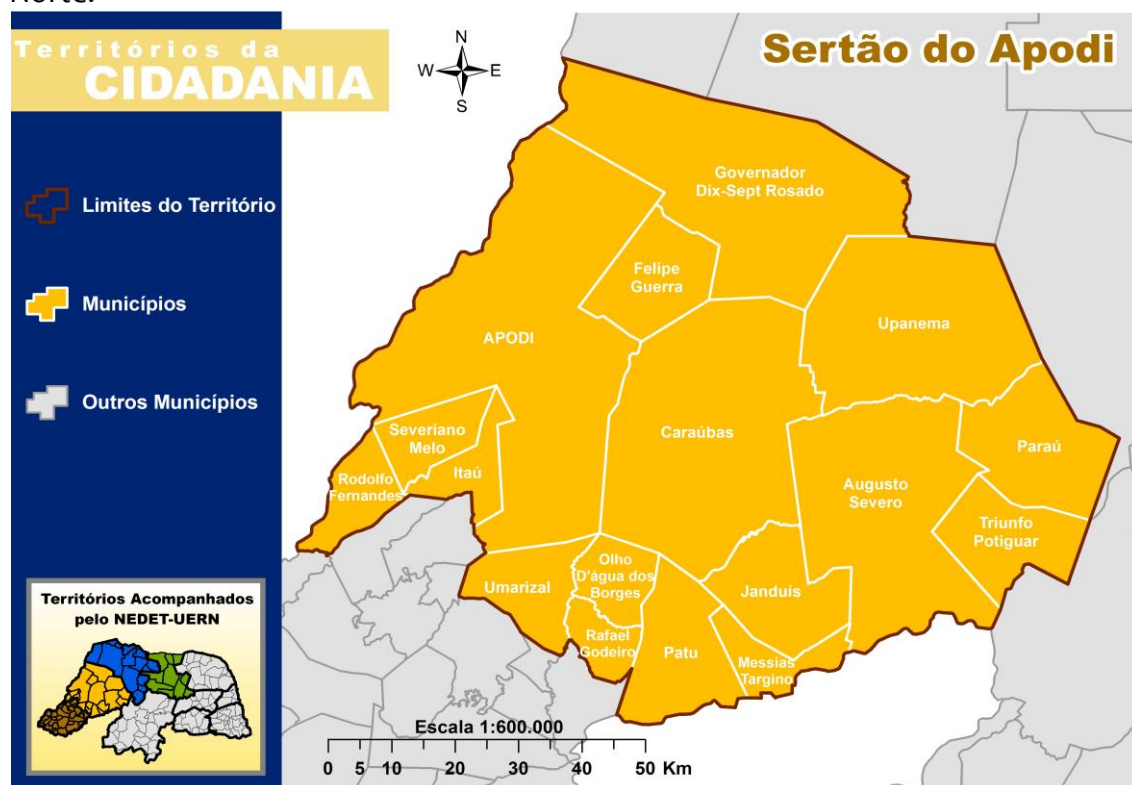 Norte.
Territórios da
CIDADANIA
Limites do Território
Municípios
Outros Municípios
Territórios Acompanhados
pelo NEDET-UERN
N
W
E
S
Sertão do Apodi
Governador
Dix-Sept Rosado
Felipe
Guerra
Upanema
APODI
Caraúbas
Severiano
Melo
Itaú
Rodolfo
Fernandes
Paraú
Augusto
Severo
Triunfo
Potiguar
Umarizal
Olho
D'água dos
Borges
Janduís
Rafael
Godeiro
Patu
Messias
Targino
Escala 1:600.000
0 5 10 20 30 40 50 Km